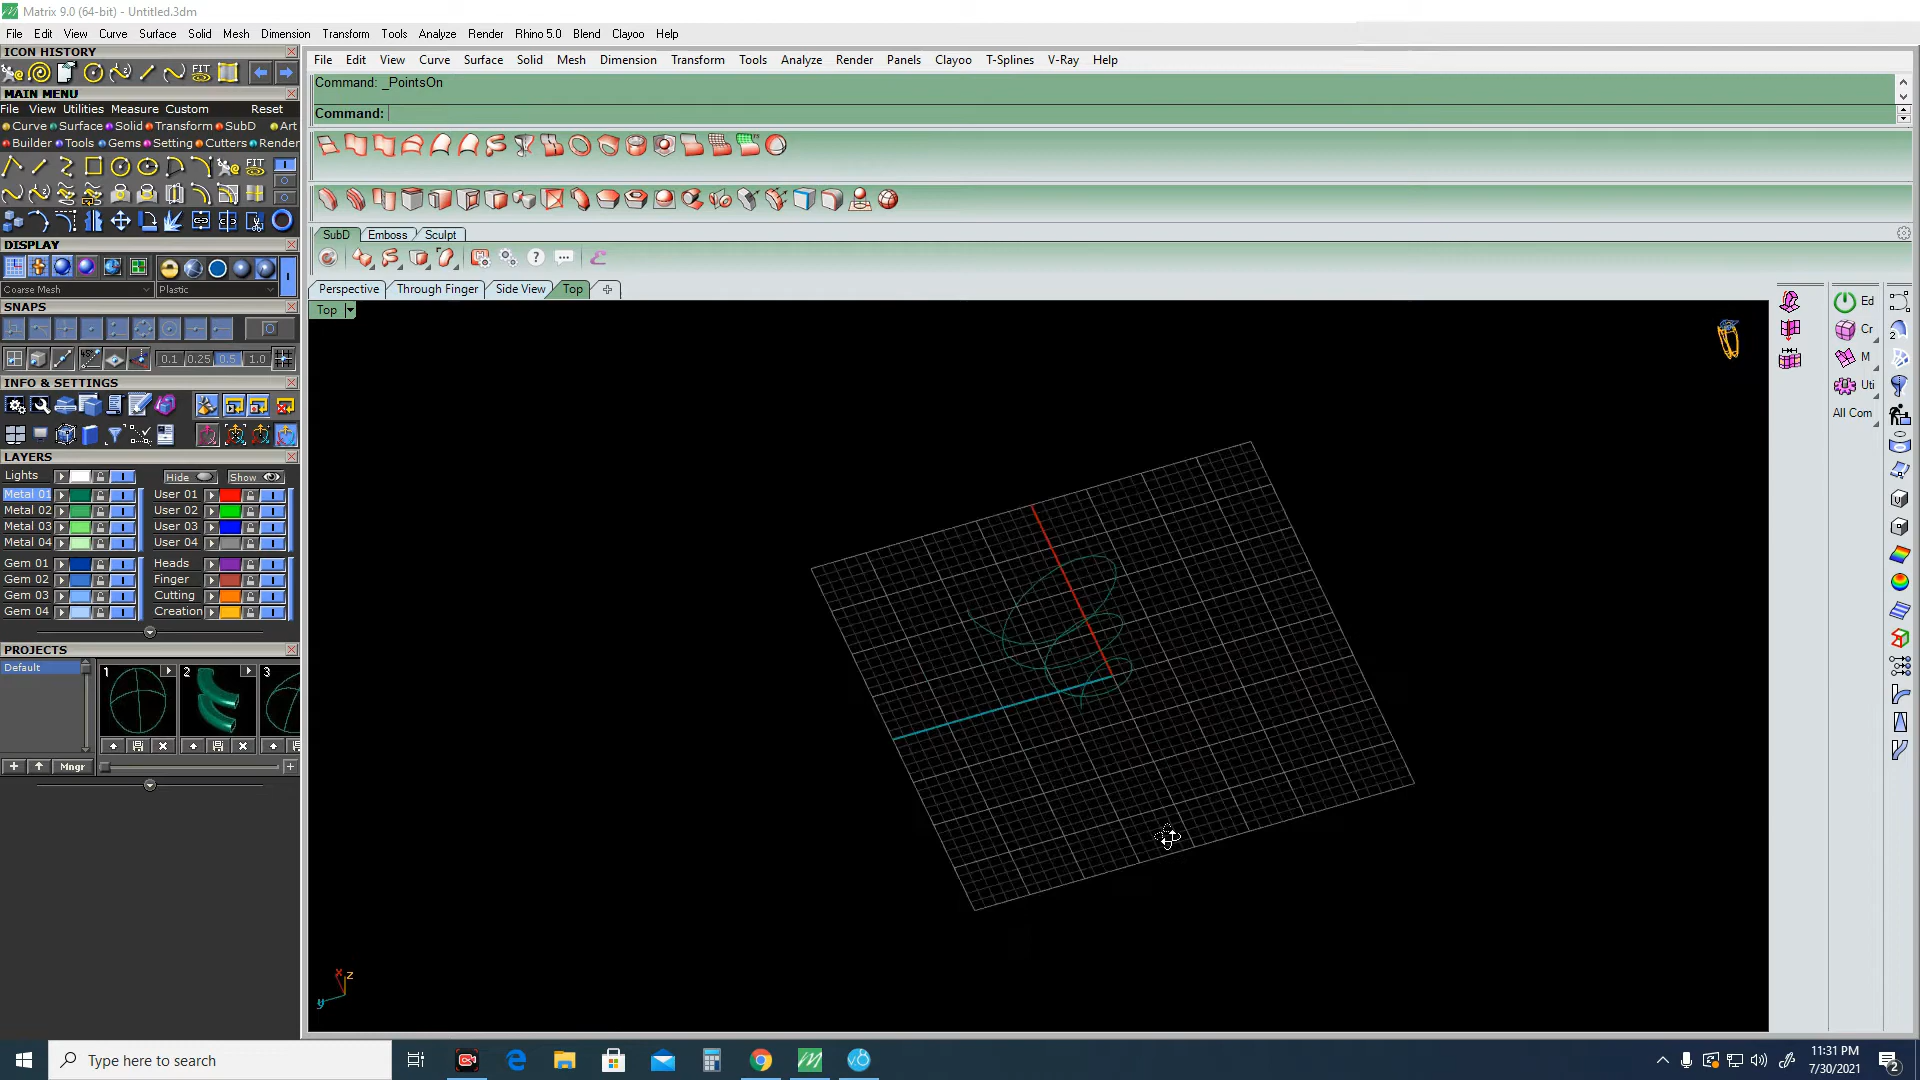 Matrix 9.0 (64-bit) - Untitled.3dm
File Edit View Curve Surface Solid Mesh Dimension Transform Tools Analyze Render Rhino 5.0 Blend Clayoo Help
ICON HISTORY
FIT
MAIN MENU
File View Utilities Measure Custom Reset
Curve Surface Solid Transform SubD Art
Builder Tools Gems Setting Cutters Render
FIT
DISPLAY
Coarse Mesh Plastic
SNAPS
0.1 0.25 0.5 1.0
INFO & SETTINGS
LAYERS
Lights Hide Show
Metal 01 User 01
Metal 02 User 02
Metal 03 User 03
Metal 04 User 04
Gem 01 Heads
Gem 02 Finger
Gem 03 Cutting
Gem 04 Creation
PROJECTS
Default
1 2 3
Mngr
File Edit View Curve Surface Solid Mesh Dimension Transform Tools Analyze Render Panels Clayoo T-Splines V-Ray Help
Command: _PointsOn
Command:
SubD Emboss Sculpt
Perspective Through Finger Side View Top
Top
Ed
Cr
M
Uti
All Com
x z
y
Type here to search
11:31 PM
7/30/2021
2